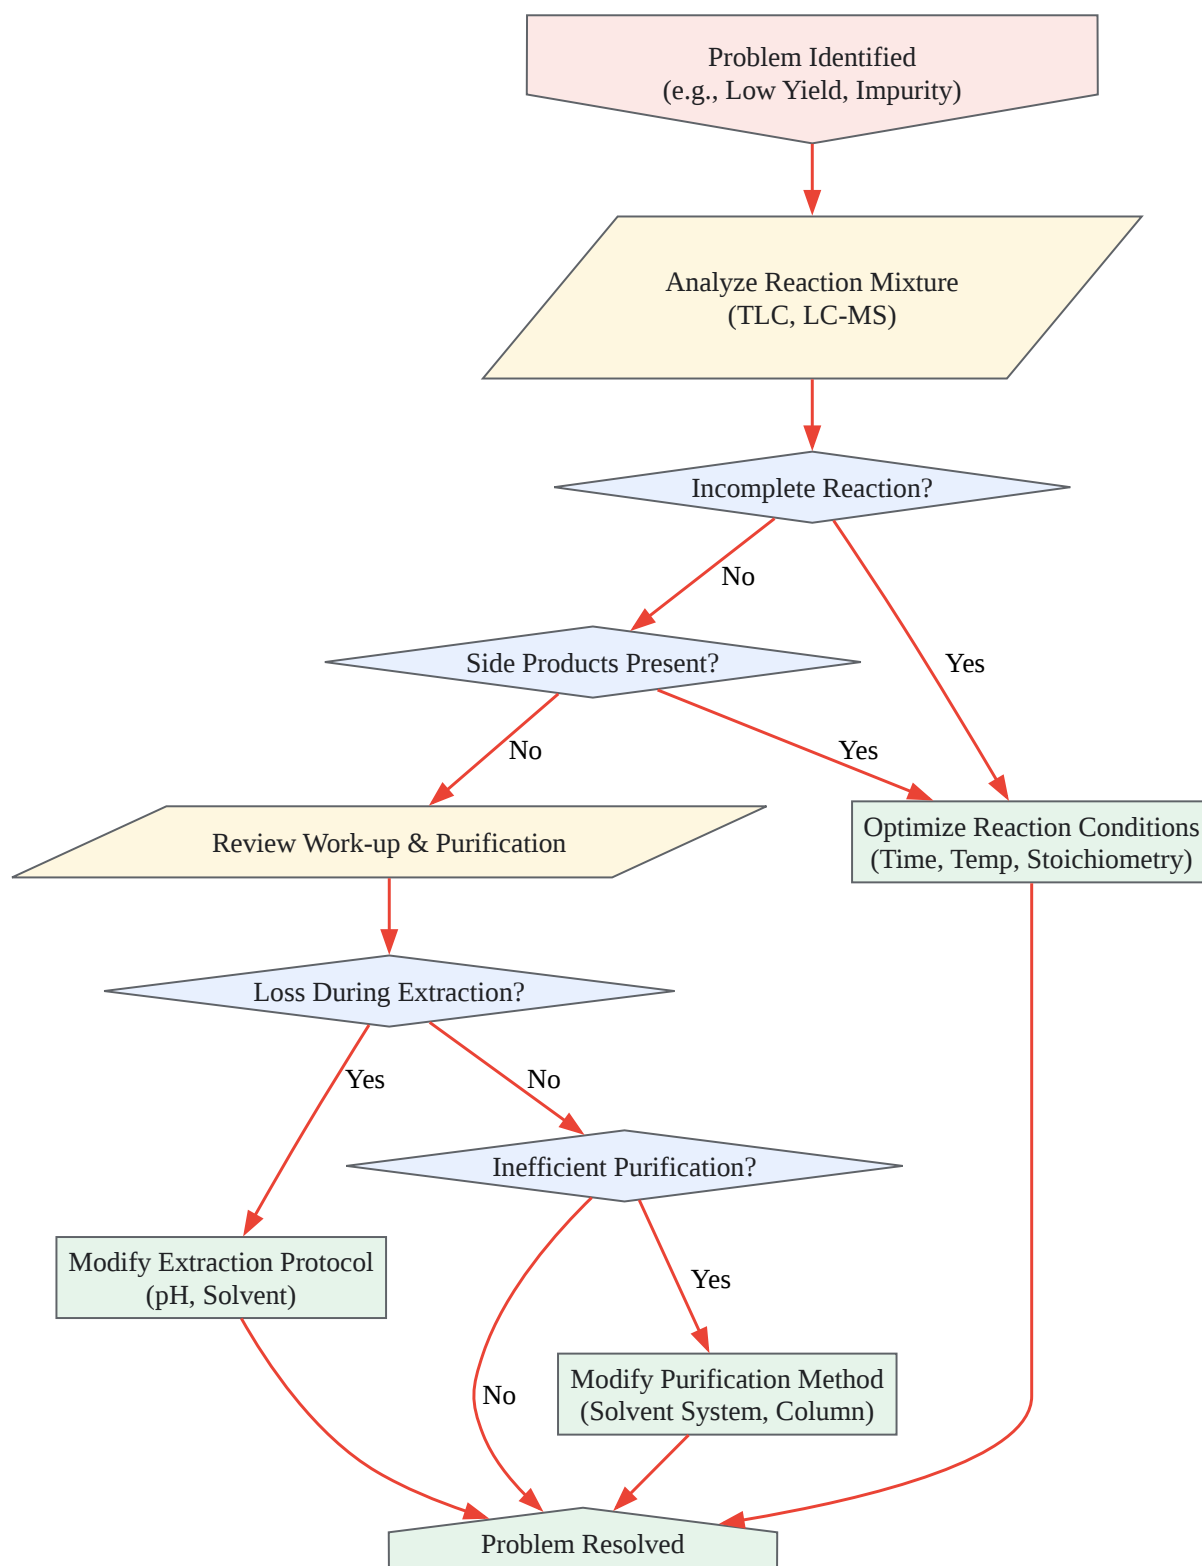 Problem Identified
(e.g., Low Yield, Impurity)
Analyze Reaction Mixture
(TLC, LC-MS)
Incomplete Reaction?
No
Yes
Side Products Present?
No
Yes
Optimize Reaction Conditions
(Time, Temp, Stoichiometry)
Review Work-up & Purification
Loss During Extraction?
Yes
No
Inefficient Purification?
Modify Extraction Protocol
(pH, Solvent)
Yes
No
Modify Purification Method
(Solvent System, Column)
Problem Resolved